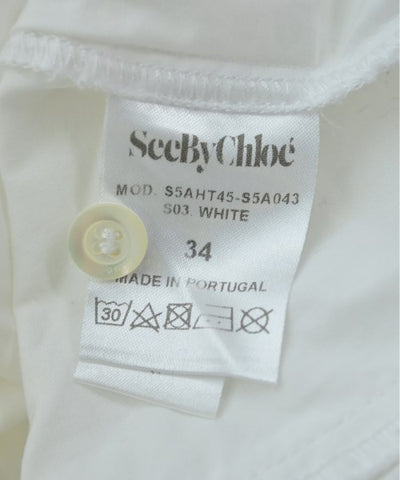 SeeByChloé
MOD. S5AHT45-S5A043
S03. WHITE
34
MADE IN PORTUGAL
30